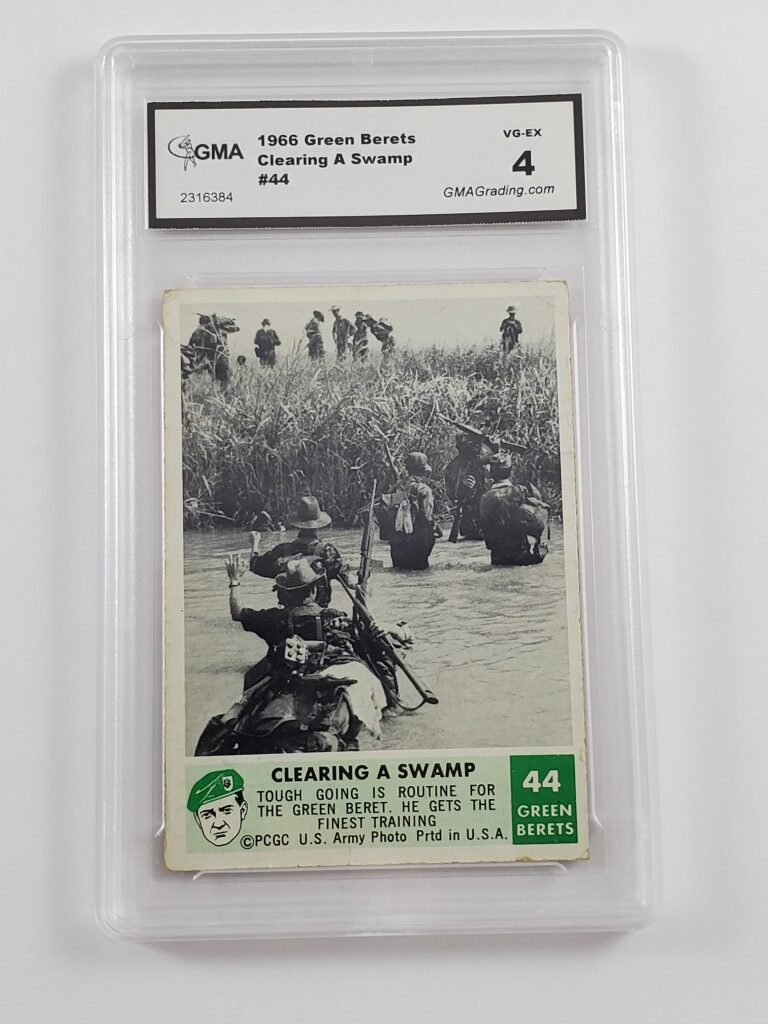 GMA
1966 Green Berets
Clearing A Swamp
#44
2316384
VG-EX
4
GMAGrading.com
CLEARING A SWAMP
TOUGH GOING IS ROUTINE FOR
THE GREEN BERET. HE GETS THE
FINEST TRAINING
©PCGC U.S. Army Photo Prtd in U.S.A.
44
GREEN
BERETS